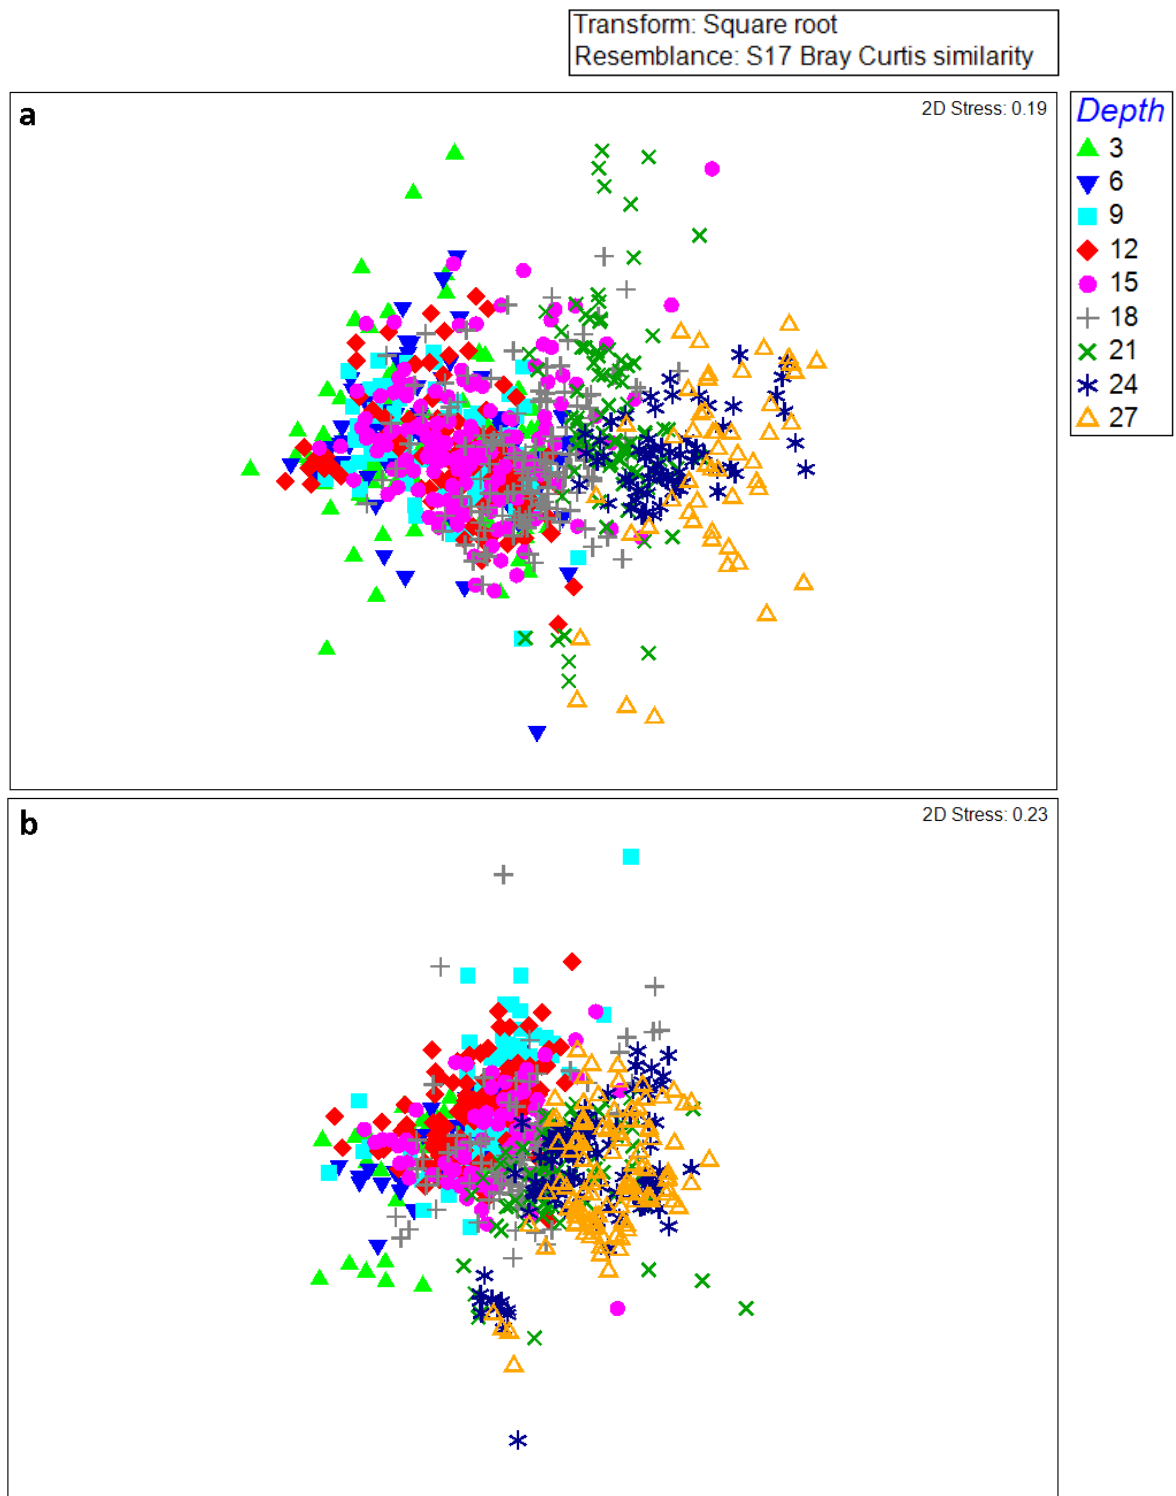 Transform: Square root
Resemblance: S17 Bray Curtis similarity
a
2D Stress: 0.19
Depth
3
6
9
12
15
18
21
24
27
b
2D Stress: 0.23